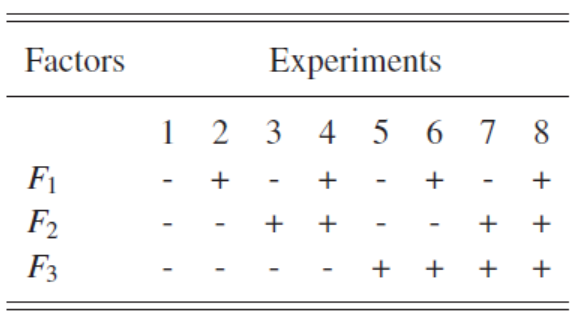 Factors Experiments
1 2 3 4 5 6 7 8
F1 - + - + - + - +
F2 - - + + - - + +
F3 - - - - + + + +